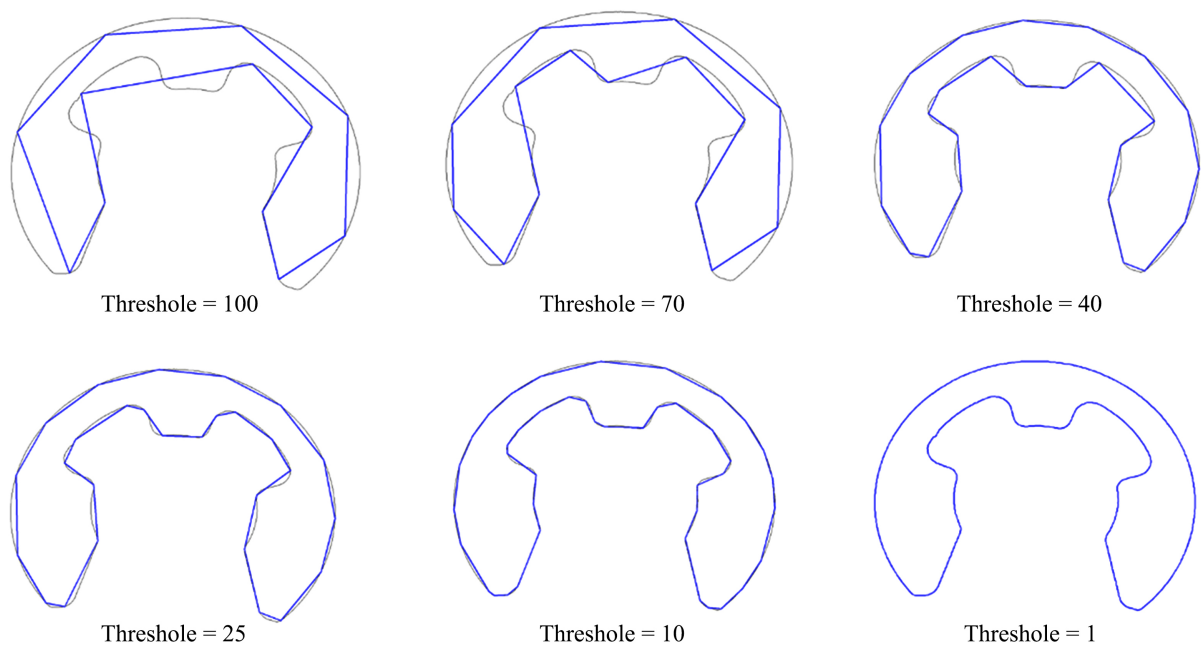 Threshole = 100
Threshole = 70
Threshole = 40
Threshole = 25
Threshole = 10
Threshole = 1